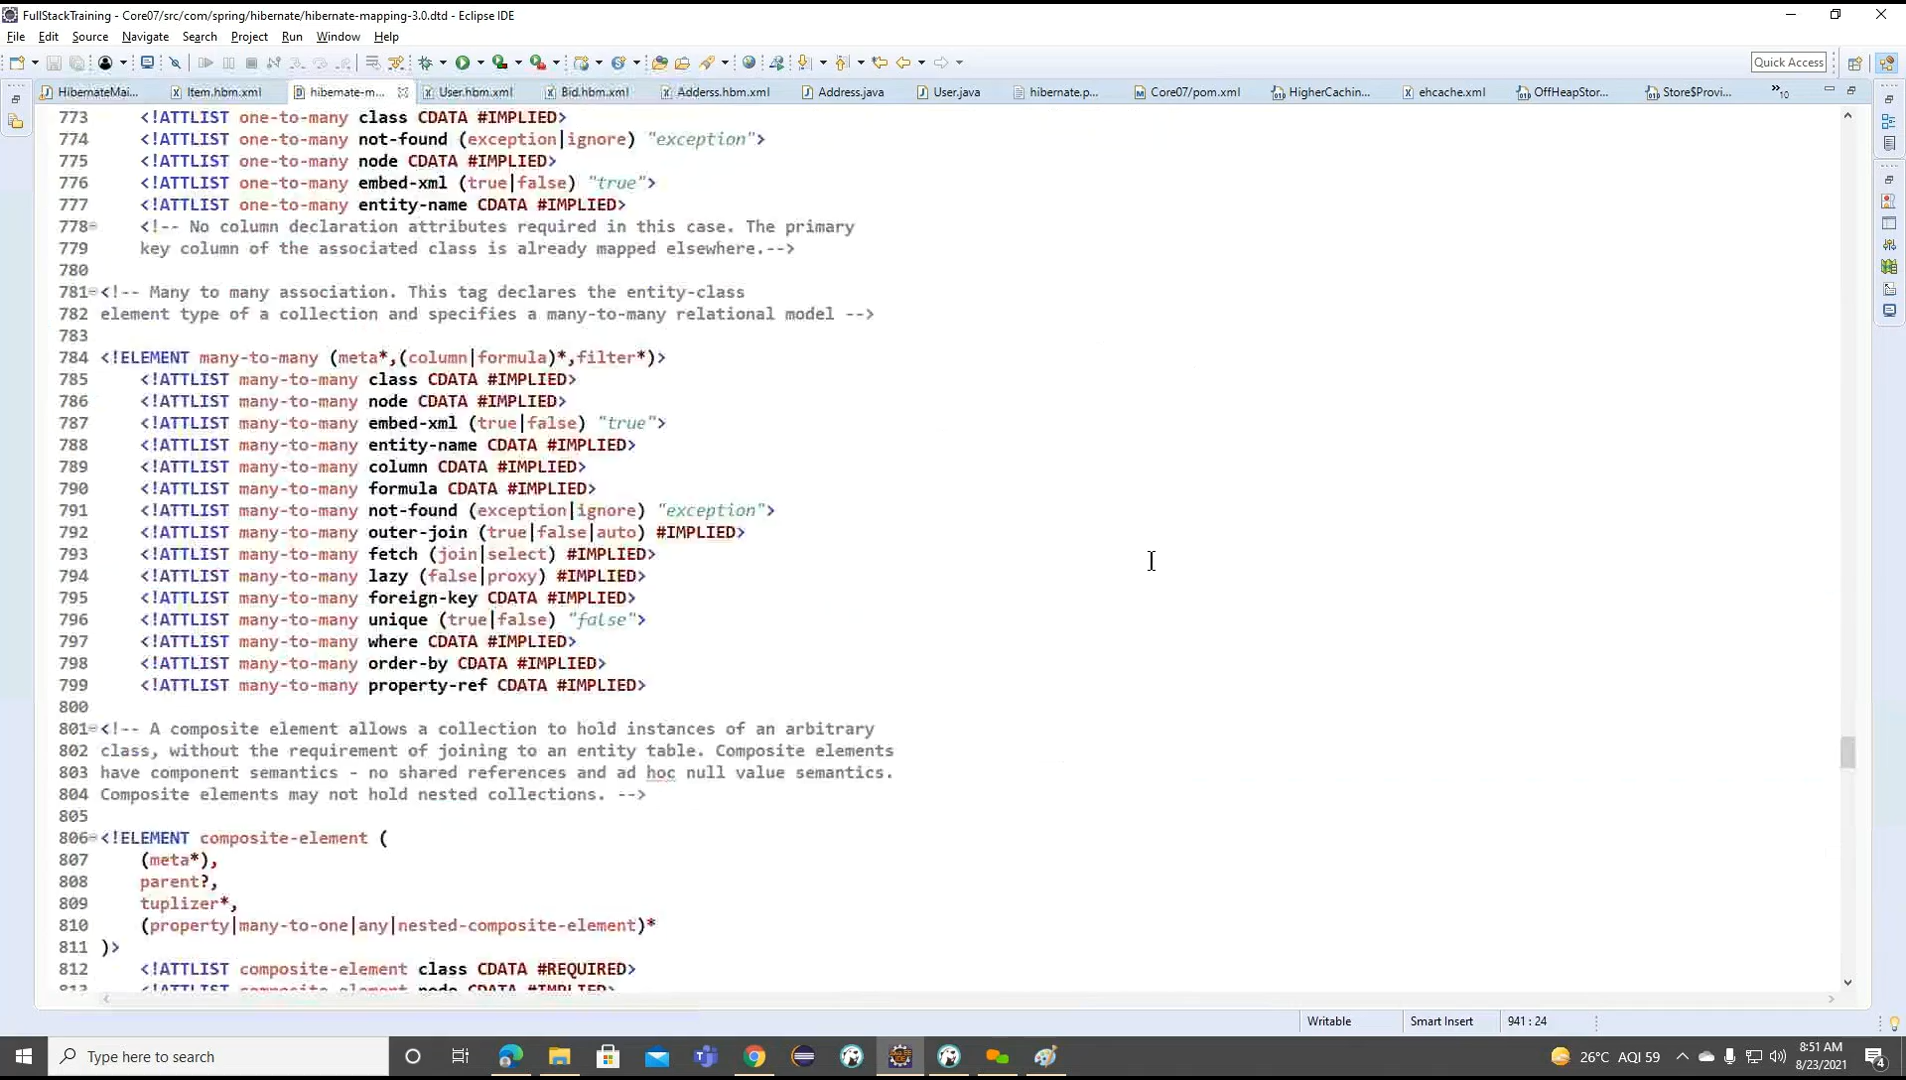 FullStackTraining - Core07/src/com/spring/hibernate/hibernate-mapping-3.0.dtd - Eclipse IDE
File Edit Source Navigate Search Project Run Window Help
Quick Access
HibernateMai... Item.hbm.xml hibernate-m... User.hbm.xml Bid.hbm.xml Adderss.hbm.xml Address.java User.java hibernate.p... Core07/pom.xml HigherCachin... ehcache.xml OffHeapStor... Store$Provi... »10
773 <!ATTLIST one-to-many class CDATA #IMPLIED>
774 <!ATTLIST one-to-many not-found (exception|ignore) "exception">
775 <!ATTLIST one-to-many node CDATA #IMPLIED>
776 <!ATTLIST one-to-many embed-xml (true|false) "true">
777 <!ATTLIST one-to-many entity-name CDATA #IMPLIED>
778 <!-- No column declaration attributes required in this case. The primary
779 key column of the associated class is already mapped elsewhere.-->
780
781 <!-- Many to many association. This tag declares the entity-class
782 element type of a collection and specifies a many-to-many relational model -->
783
784 <!ELEMENT many-to-many (meta*,(column|formula)*,filter*)>
785 <!ATTLIST many-to-many class CDATA #IMPLIED>
786 <!ATTLIST many-to-many node CDATA #IMPLIED>
787 <!ATTLIST many-to-many embed-xml (true|false) "true">
788 <!ATTLIST many-to-many entity-name CDATA #IMPLIED>
789 <!ATTLIST many-to-many column CDATA #IMPLIED>
790 <!ATTLIST many-to-many formula CDATA #IMPLIED>
791 <!ATTLIST many-to-many not-found (exception|ignore) "exception">
792 <!ATTLIST many-to-many outer-join (true|false|auto) #IMPLIED>
793 <!ATTLIST many-to-many fetch (join|select) #IMPLIED>
794 <!ATTLIST many-to-many lazy (false|proxy) #IMPLIED>
795 <!ATTLIST many-to-many foreign-key CDATA #IMPLIED>
796 <!ATTLIST many-to-many unique (true|false) "false">
797 <!ATTLIST many-to-many where CDATA #IMPLIED>
798 <!ATTLIST many-to-many order-by CDATA #IMPLIED>
799 <!ATTLIST many-to-many property-ref CDATA #IMPLIED>
800
801 <!-- A composite element allows a collection to hold instances of an arbitrary
802 class, without the requirement of joining to an entity table. Composite elements
803 have component semantics - no shared references and ad hoc null value semantics.
804 Composite elements may not hold nested collections. -->
805
806 <!ELEMENT composite-element (
807 (meta*),
808 parent?,
809 tuplizer*,
810 (property|many-to-one|any|nested-composite-element)*
811 )>
812 <!ATTLIST composite-element class CDATA #REQUIRED>
813 <!ATTLIST composite-element node CDATA #IMPLIED>
Writable Smart Insert 941 : 24
Type here to search
26°C AQI 59
8:51 AM
8/23/2021
4